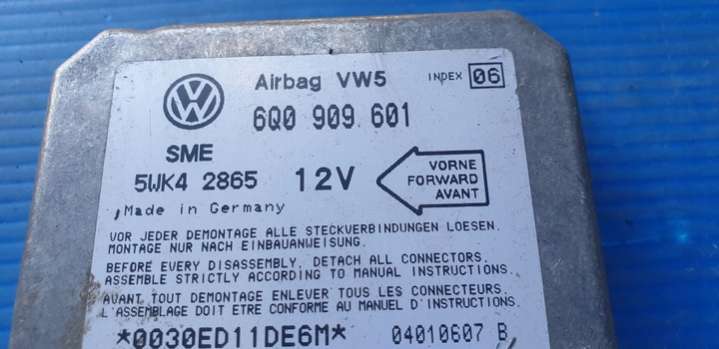 Airbag VW5 INDEX 06
6Q0 909 601
SME
5WK4 2865 12V
VORNE
FORWARD
AVANT
Made in Germany
VOR JEDER DEMONTAGE ALLE STECKVERBINDUNGEN LOESEN.
MONTAGE NUR NACH EINBAUANWEISUNG.
BEFORE EVERY DISASSEMBLY, DETACH ALL CONNECTORS.
ASSEMBLE STRICTLY ACCORDING TO MANUAL INSTRUCTIONS.
AVANT TOUT DEMONTAGE ENLEVER TOUS LES CONNECTEURS.
L'ASSEMBLAGE DOIT ETRE CONFORME AU MANUEL D'INSTRUCTIONS.
*0030ED11DE6M* 04010607 B